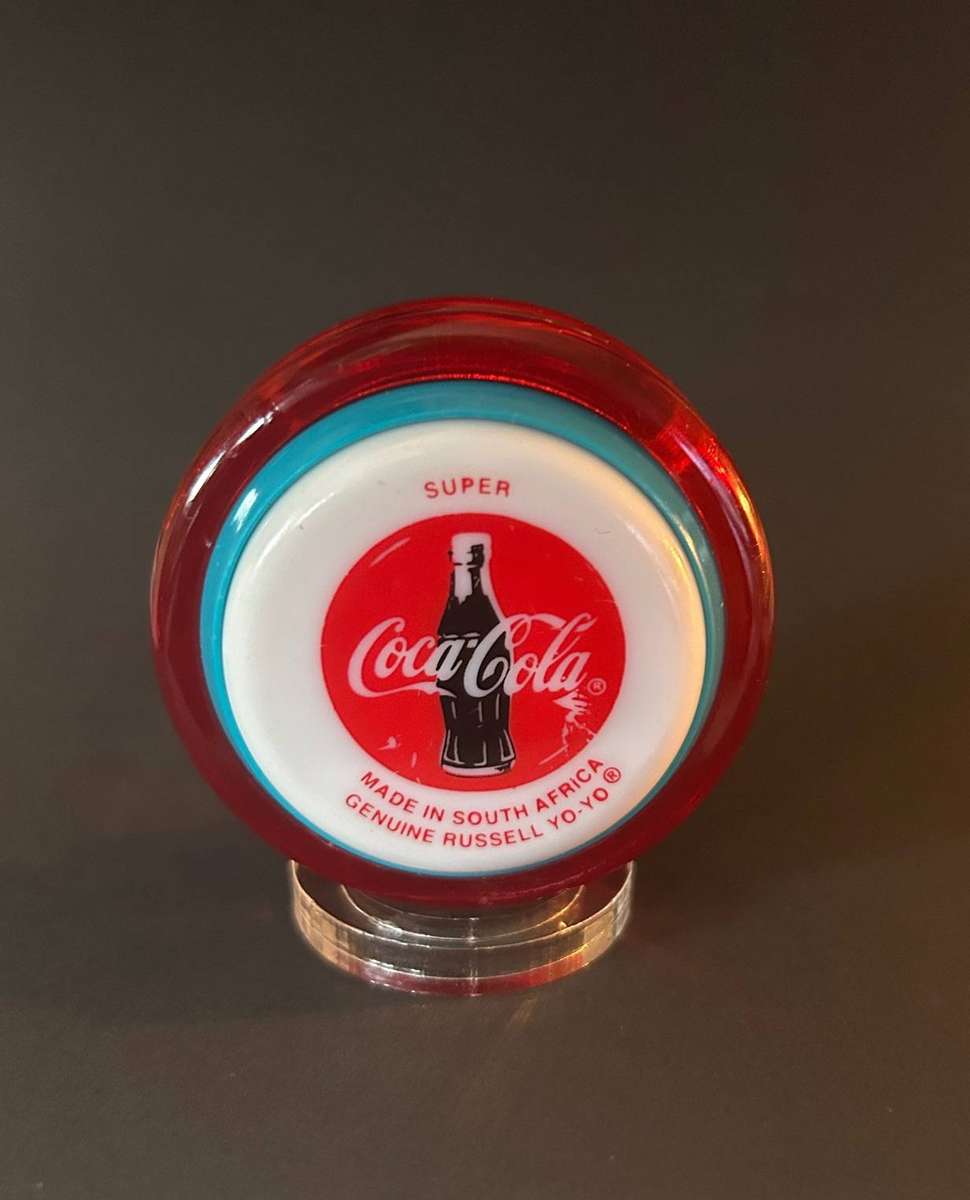 SUPER
Coca-Cola®
MADE IN SOUTH AFRICA
GENUINE RUSSELL YO-YO®